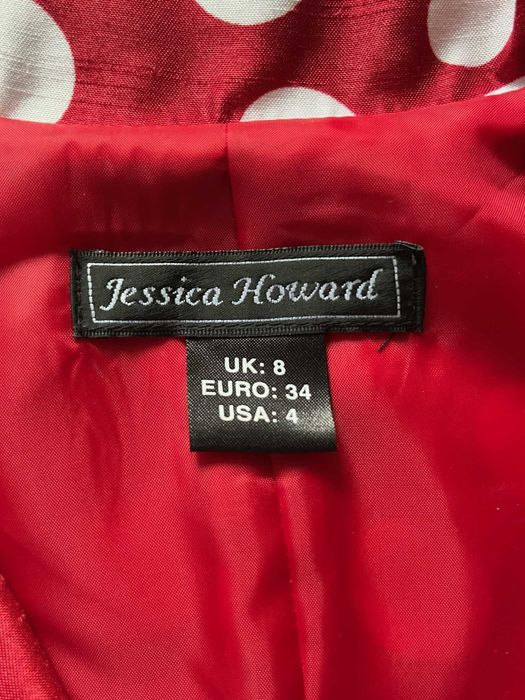 Jessica Howard
UK: 8
EURO: 34
USA: 4